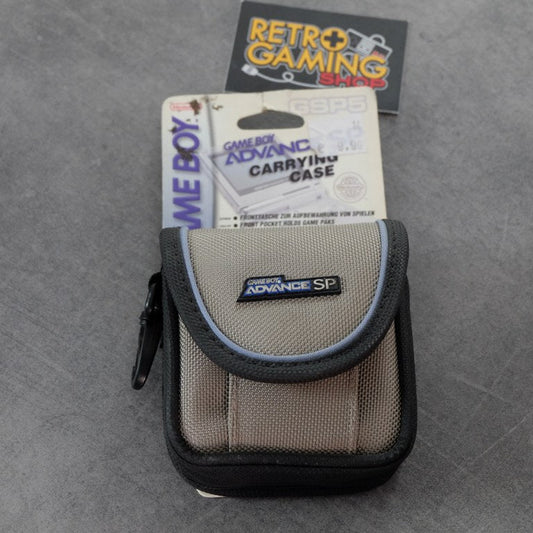 RETRO
GAMING
SHOP
Nintendo
GSP5
GAME BOY
GAME BOY
ADVANCE
CARRYING
CASE
• FRONTTASCHE ZUR AUFBEWAHRUNG VON SPIELEN
• FRONT POCKET HOLDS GAME PAKS
GAME BOY
ADVANCE SP